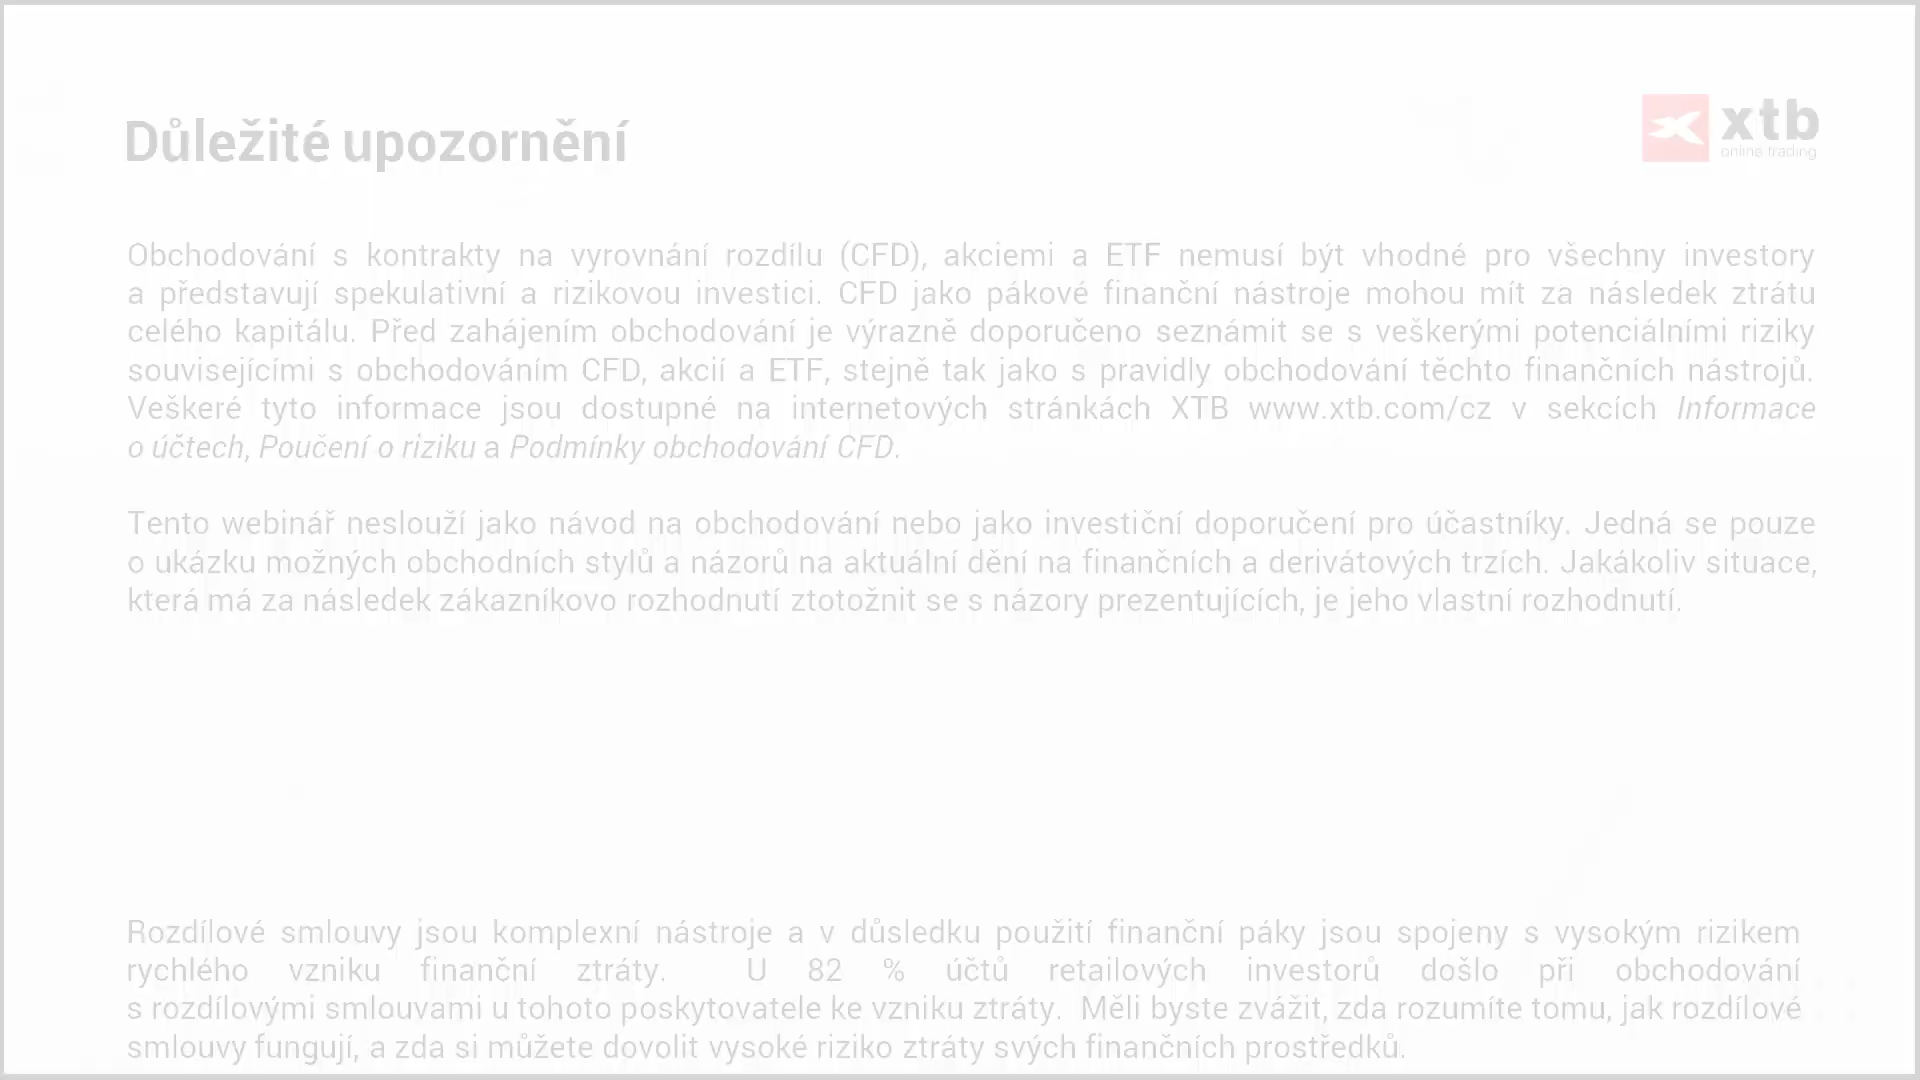 Důležité upozornění
xtb
online trading
Obchodování s kontrakty na vyrovnání rozdílu (CFD), akciemi a ETF nemusí být vhodné pro všechny investory
a představují spekulativní a rizikovou investici. CFD jako pákové finanční nástroje mohou mít za následek ztrátu
celého kapitálu. Před zahájením obchodování je výrazně doporučeno seznámit se s veškerými potenciálními riziky
souvisejícími s obchodováním CFD, akcií a ETF, stejně tak jako s pravidly obchodování těchto finančních nástrojů.
Veškeré tyto informace jsou dostupné na internetových stránkách XTB www.xtb.com/cz v sekcích Informace
o účtech, Poučení o riziku a Podmínky obchodování CFD.
Tento webinář neslouží jako návod na obchodování nebo jako investiční doporučení pro účastníky. Jedná se pouze
o ukázku možných obchodních stylů a názorů na aktuální dění na finančních a derivátových trzích. Jakákoliv situace,
která má za následek zákazníkovo rozhodnutí ztotožnit se s názory prezentujících, je jeho vlastní rozhodnutí.
Rozdílové smlouvy jsou komplexní nástroje a v důsledku použití finanční páky jsou spojeny s vysokým rizikem
rychlého vzniku finanční ztráty. U 82 % účtů retailových investorů došlo při obchodování
s rozdílovými smlouvami u tohoto poskytovatele ke vzniku ztráty. Měli byste zvážit, zda rozumíte tomu, jak rozdílové
smlouvy fungují, a zda si můžete dovolit vysoké riziko ztráty svých finančních prostředků.